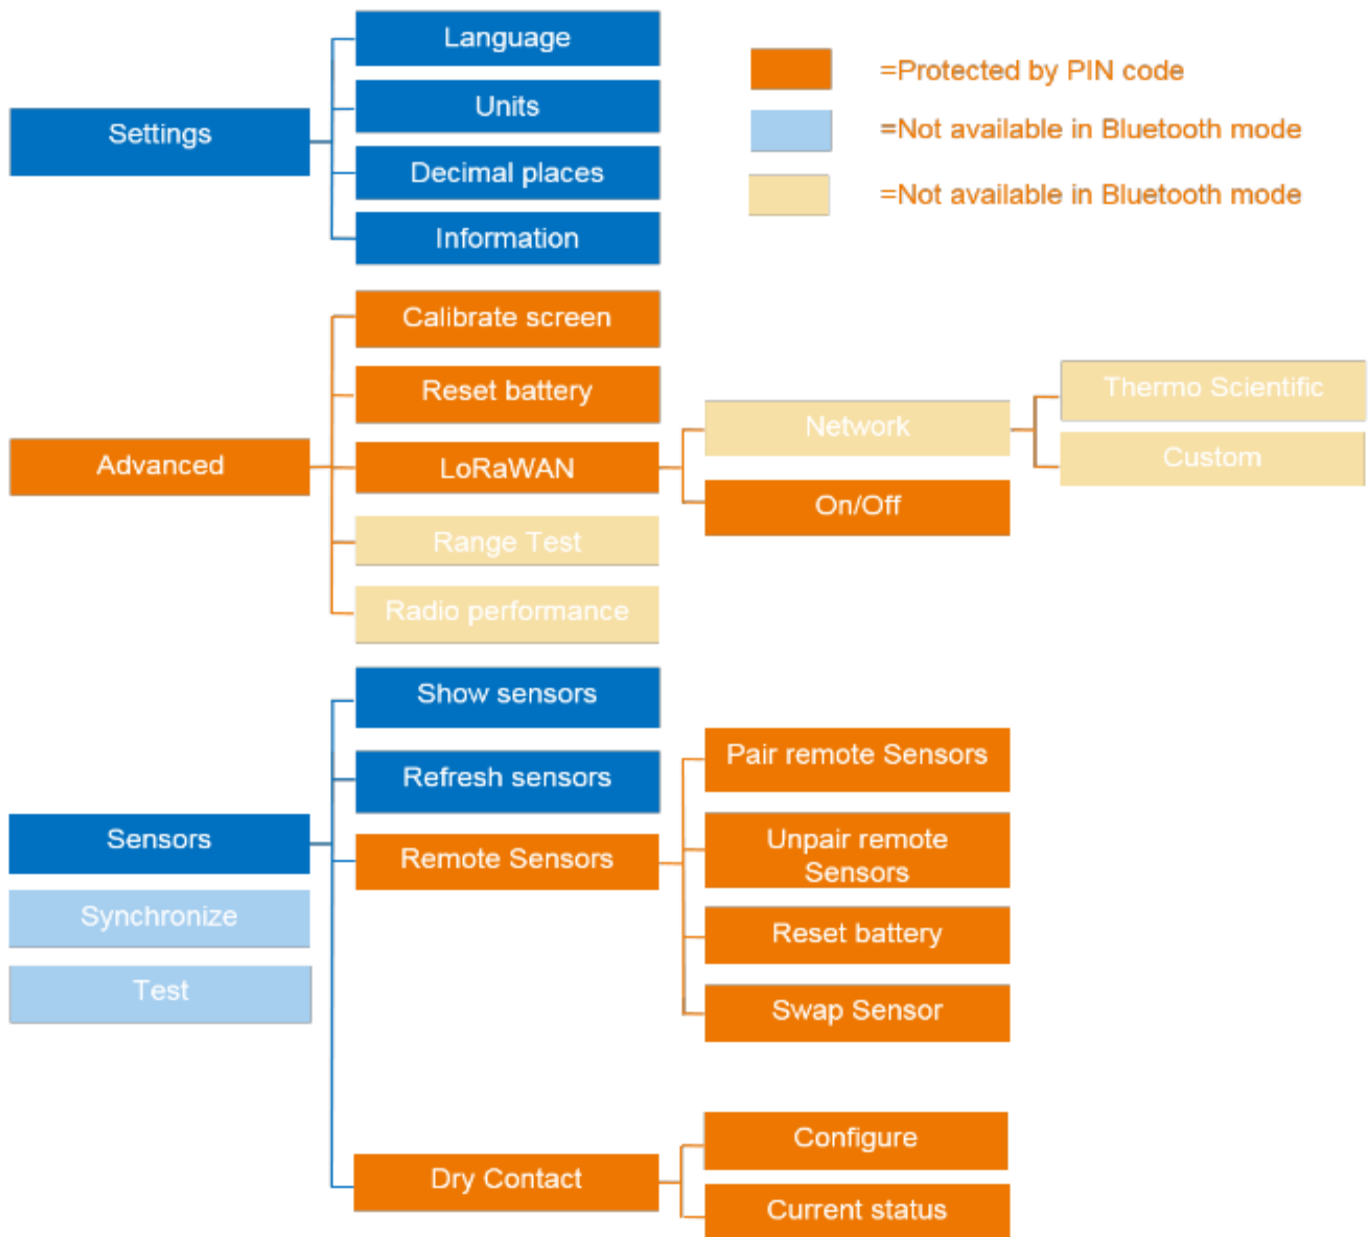 Language
Units
Settings
Decimal places
Information
=Protected by PIN code
=Not available in Bluetooth mode
=Not available in Bluetooth mode
Calibrate screen
Reset battery
Advanced
LoRaWAN
Range Test
Radio performance
Network
On/Off
Thermo Scientific
Custom
Show sensors
Refresh sensors
Sensors
Remote Sensors
Synchronize
Test
Pair remote Sensors
Unpair remote
Sensors
Reset battery
Swap Sensor
Dry Contact
Configure
Current status